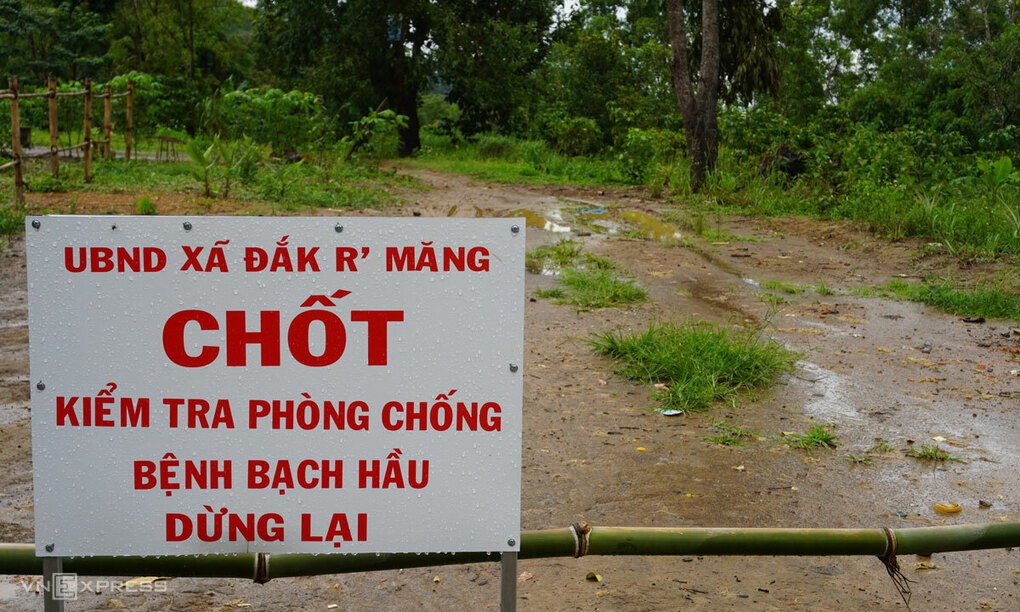 UBND XÃ ĐẮK R' MĂNG
CHỐT
KIỂM TRA PHÒNG CHỐNG
BỆNH BẠCH HẦU
DỪNG LẠI
VNEXPRESS